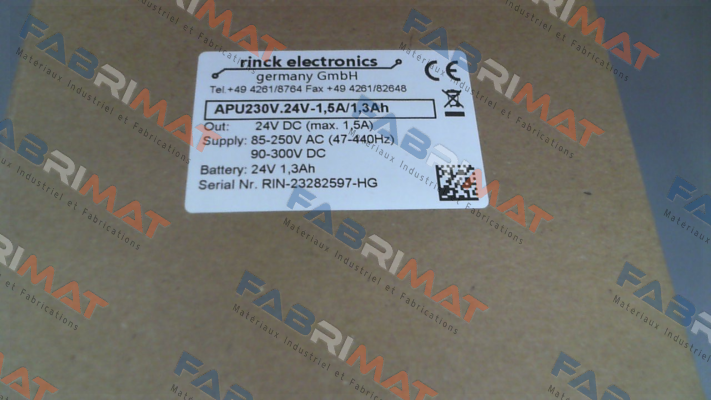 rinck electronics
germany GmbH
Tel.+49 4261/8764 Fax +49 4261/82648
APU230V.24V-1,5A/1,3Ah
Out: 24V DC (max. 1,5A)
Supply: 85-250V AC (47-440Hz)
90-300V DC
Battery: 24V 1,3Ah
Serial Nr. RIN-23282597-HG
CE
FABRIMAT
Materiaux Industriel et Fabrications